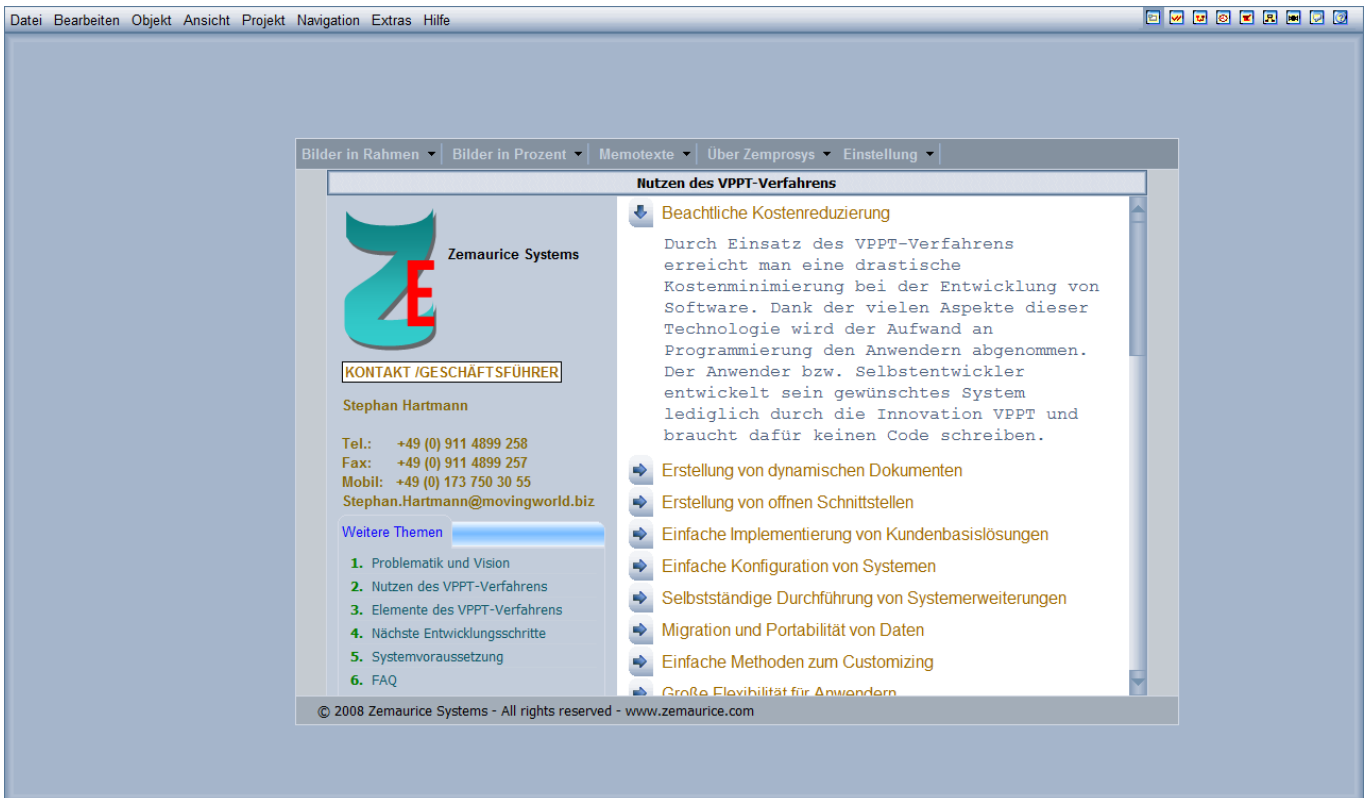 Datei Bearbeiten Objekt Ansicht Projekt Navigation Extras Hilfe
Bilder in Rahmen Bilder in Prozent Memotexte Über Zemprosys Einstellung
Nutzen des VPPT-Verfahrens
ZE
Zemaurice Systems
KONTAKT /GESCHÄFTSFÜHRER
Stephan Hartmann
Tel.: +49 (0) 911 4899 258
Fax: +49 (0) 911 4899 257
Mobil: +49 (0) 173 750 30 55
Stephan.Hartmann@movingworld.biz
Weitere Themen
1. Problematik und Vision
2. Nutzen des VPPT-Verfahrens
3. Elemente des VPPT-Verfahrens
4. Nächste Entwicklungsschritte
5. Systemvoraussetzung
6. FAQ
Beachtliche Kostenreduzierung
Durch Einsatz des VPPT-Verfahrens
erreicht man eine drastische
Kostenminimierung bei der Entwicklung von
Software. Dank der vielen Aspekte dieser
Technologie wird der Aufwand an
Programmierung den Anwendern abgenommen.
Der Anwender bzw. Selbstentwickler
entwickelt sein gewünschtes System
lediglich durch die Innovation VPPT und
braucht dafür keinen Code schreiben.
Erstellung von dynamischen Dokumenten
Erstellung von offnen Schnittstellen
Einfache Implementierung von Kundenbasislösungen
Einfache Konfiguration von Systemen
Selbstständige Durchführung von Systemerweiterungen
Migration und Portabilität von Daten
Einfache Methoden zum Customizing
Große Flexibilität für Anwendern
© 2008 Zemaurice Systems - All rights reserved - www.zemaurice.com